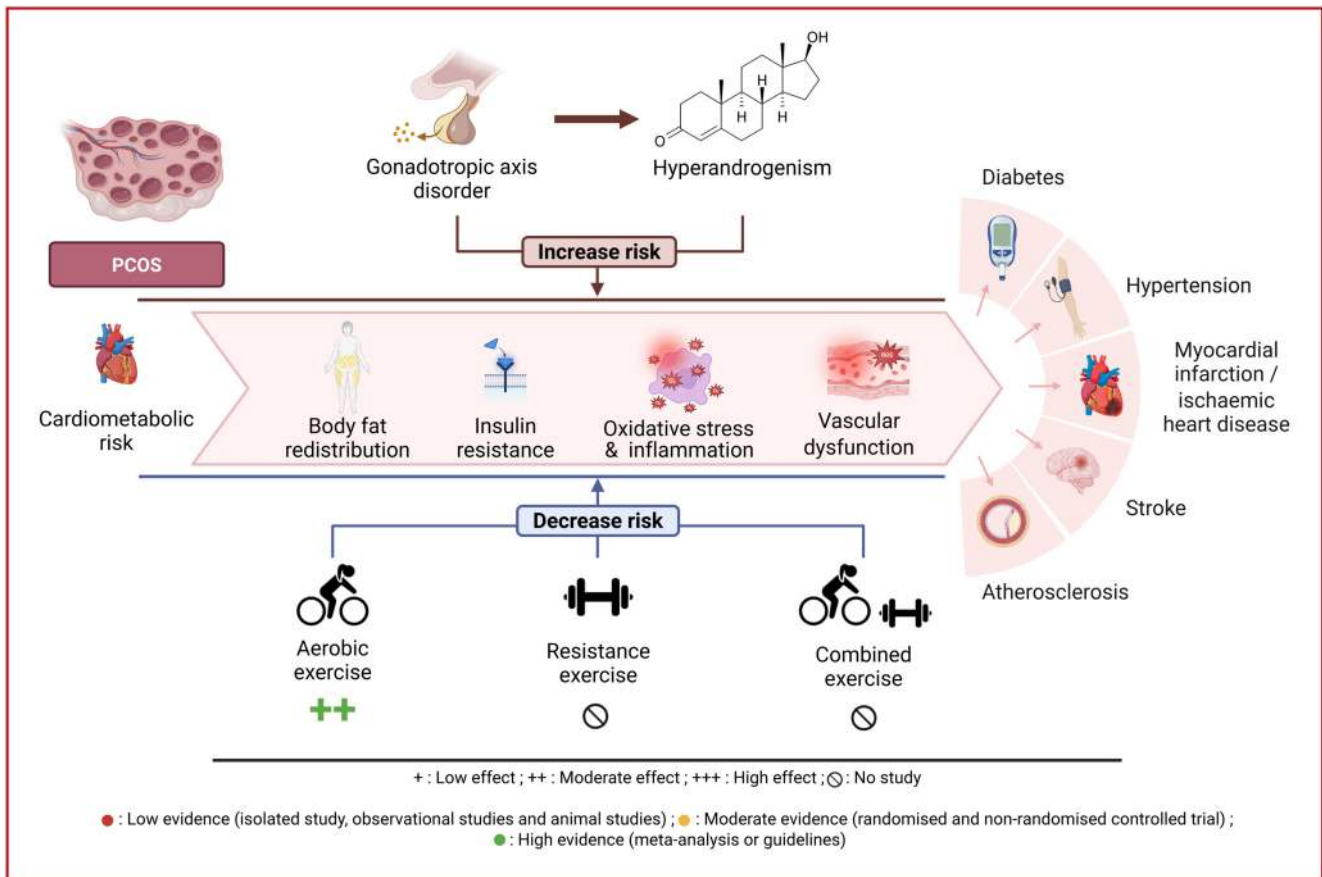 OH
H
H
H
O
Gonadotropic axis
disorder
Hyperandrogenism
PCOS
Increase risk
Cardiometabolic
risk
Body fat
redistribution
Insulin
resistance
Oxidative stress
& inflammation
Vascular
dysfunction
Diabetes
Hypertension
Myocardial
infarction /
ischaemic
heart disease
Stroke
Atherosclerosis
Decrease risk
Aerobic
exercise
++
Resistance
exercise
Combined
exercise
+ : Low effect ; ++ : Moderate effect ; +++ : High effect ; : No study
: Low evidence (isolated study, observational studies and animal studies) ; : Moderate evidence (randomised and non-randomised controlled trial) ;
: High evidence (meta-analysis or guidelines)